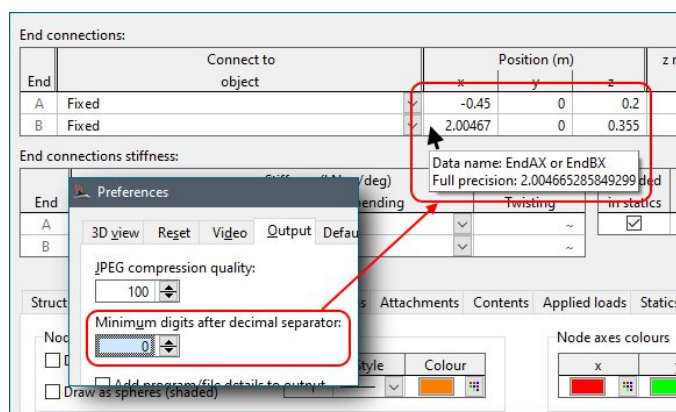 End connections:
Connect to Position (m)
End object x y z
A Fixed -0.45 0 0.2
B Fixed 2.00467 0 0.355
Data name: EndAX or EndBX
Full precision: 2.004665285849299
End connections stiffness:
/deg)
End Twisting in statics
A ~
B ~
Preferences
3D view Reset Video Output Defau
JPEG compression quality:
100
Minimum digits after decimal separator:
0
Add program/file details to output
Struct Attachments Contents Applied loads Statics
Node axes colours
Style Colour x
Draw as spheres (shaded)